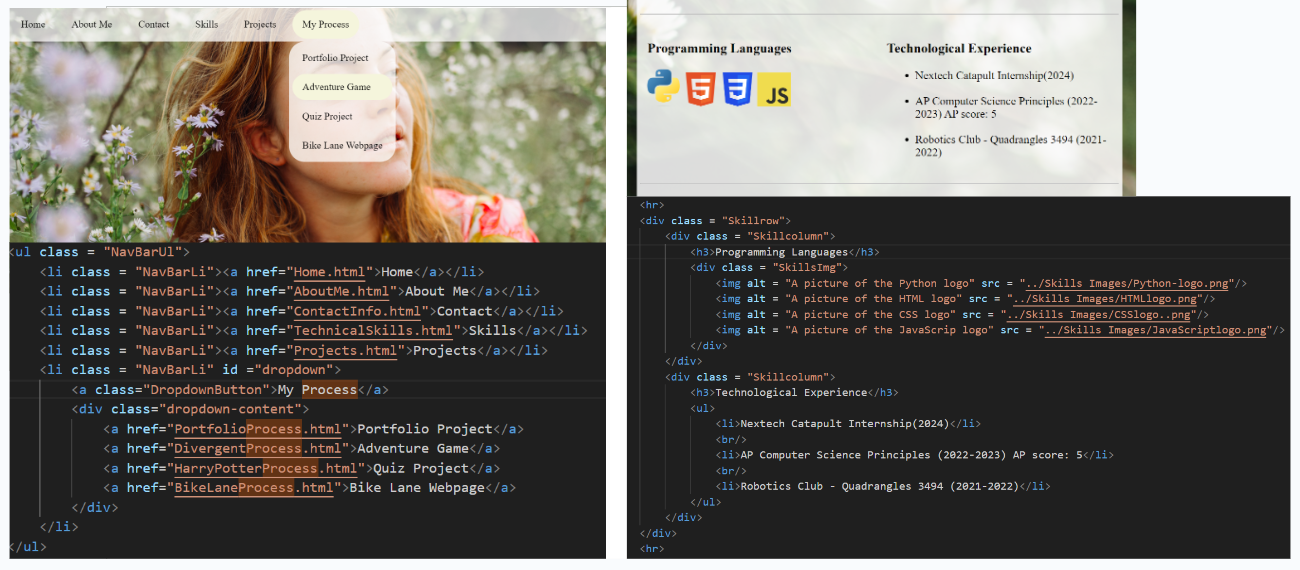 Home About Me Contact Skills Projects My Process
Portfolio Project
Adventure Game
Quiz Project
Bike Lane Webpage
<ul class = "NavBarUl">
<li class = "NavBarLi"><a href="Home.html">Home</a></li>
<li class = "NavBarLi"><a href="AboutMe.html">About Me</a></li>
<li class = "NavBarLi"><a href="ContactInfo.html">Contact</a></li>
<li class = "NavBarLi"><a href="TechnicalSkills.html">Skills</a></li>
<li class = "NavBarLi"><a href="Projects.html">Projects</a></li>
<li class = "NavBarLi" id ="dropdown">
<a class="DropdownButton">My Process</a>
<div class="dropdown-content">
<a href="PortfolioProcess.html">Portfolio Project</a>
<a href="DivergentProcess.html">Adventure Game</a>
<a href="HarryPotterProcess.html">Quiz Project</a>
<a href="BikeLaneProcess.html">Bike Lane Webpage</a>
</div>
</li>
</ul>
Programming Languages
5 3 JS
Technological Experience
Nextech Catapult Internship(2024)
AP Computer Science Principles (2022-
2023) AP score: 5
Robotics Club - Quadrangles 3494 (2021-
2022)
<hr>
<div class = "Skillrow">
<div class = "Skillcolumn">
<h3>Programming Languages</h3>
<div class = "SkillsImg">
<img alt = "A picture of the Python logo" src = "../Skills Images/Python-logo.png"/>
<img alt = "A picture of the HTML logo" src = "../Skills Images/HTMLlogo.png"/>
<img alt = "A picture of the CSS logo" src = "../Skills Images/CSSlogo..png"/>
<img alt = "A picture of the JavaScrip logo" src = "../Skills Images/JavaScriptlogo.png"/>
</div>
</div>
<div class = "Skillcolumn">
<h3>Technological Experience</h3>
<ul>
<li>Nextech Catapult Internship(2024)</li>
<br/>
<li>AP Computer Science Principles (2022-2023) AP score: 5</li>
<br/>
<li>Robotics Club - Quadrangles 3494 (2021-2022)</li>
</ul>
</div>
</div>
<hr>